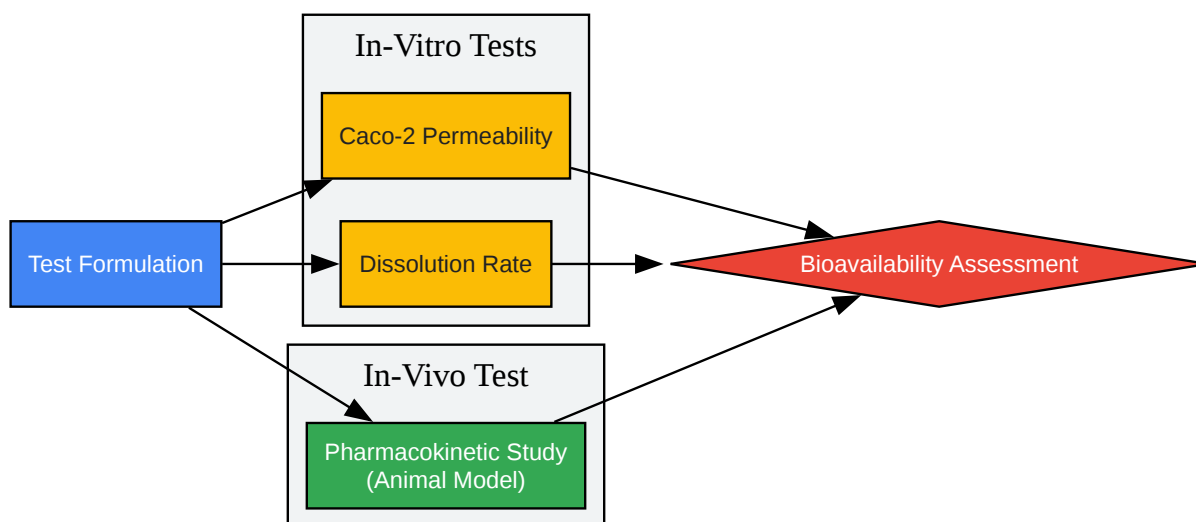 In-Vitro Tests
Caco-2 Permeability
Test Formulation
Dissolution Rate
Bioavailability Assessment
In-Vivo Test
Pharmacokinetic Study
(Animal Model)